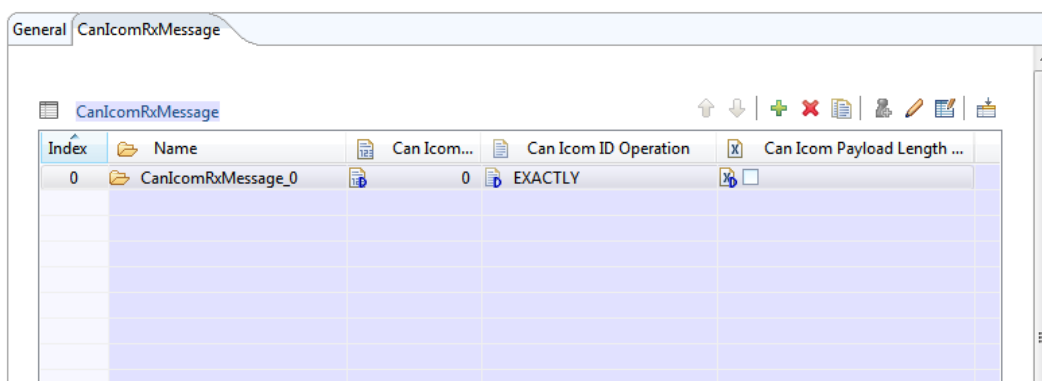 General CanIcomRxMessage
CanIcomRxMessage
Index Name Can Icom... Can Icom ID Operation Can Icom Payload Length ...
0 CanIcomRxMessage_0 0 EXACTLY